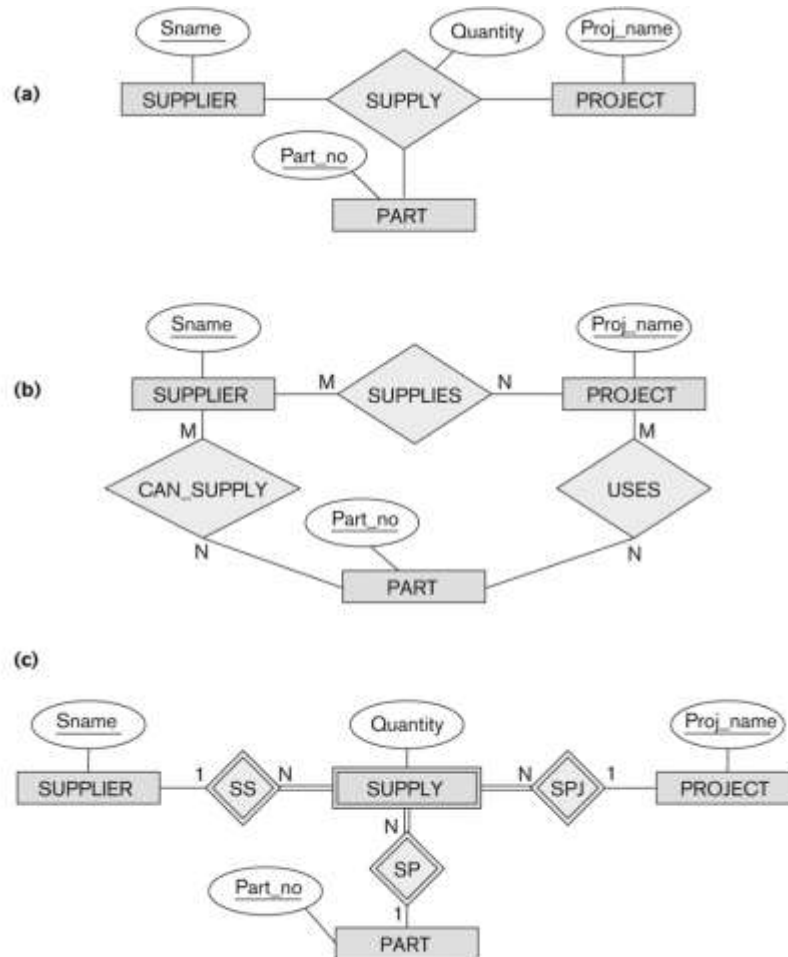 Sname
Quantity
Proj_name
(a)
SUPPLIER
SUPPLY
PROJECT
Part_no
PART
Sname
Proj_name
(b)
SUPPLIER
M
SUPPLIES
N
PROJECT
M
M
CAN_SUPPLY
USES
Part_no
N
N
PART
(c)
Sname
Quantity
Proj_name
SUPPLIER
1
SS
N
SUPPLY
N
SPJ
1
PROJECT
N
SP
Part_no
1
PART